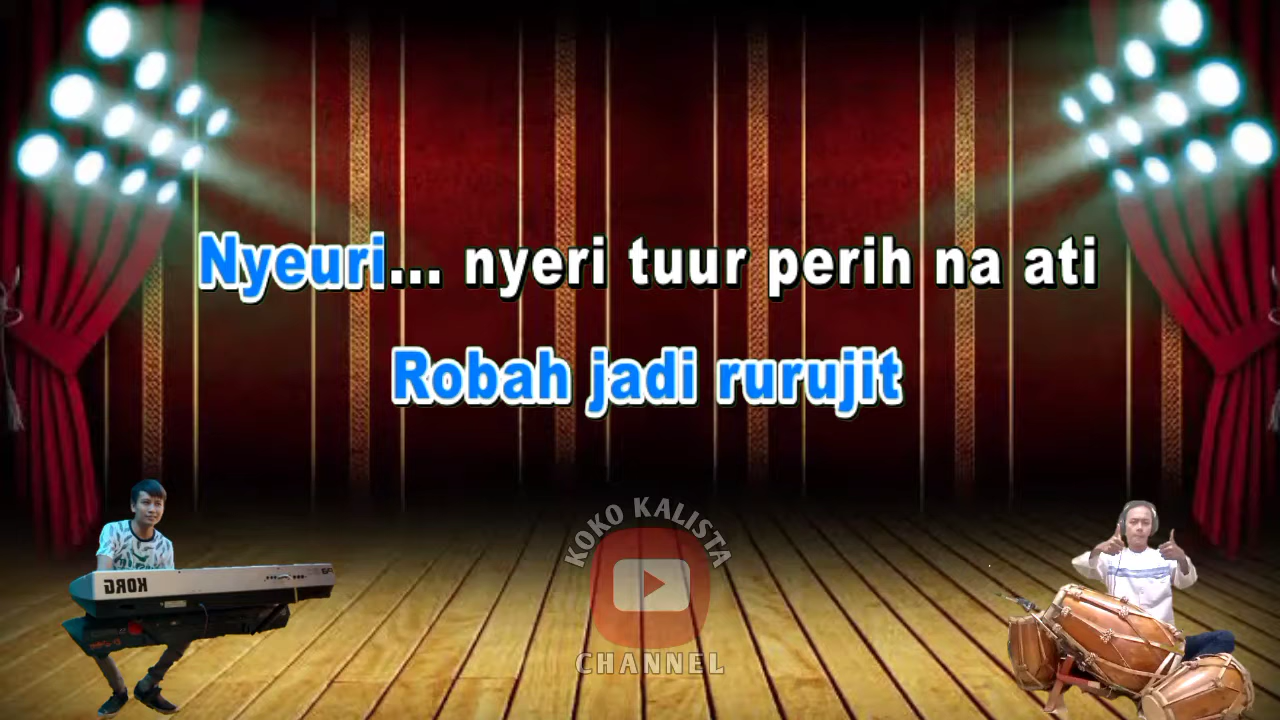 Nyeuri... nyeri tuur perih na ati
Robah jadi rurujit
KOKO KALISTA
CHANNEL
KORG